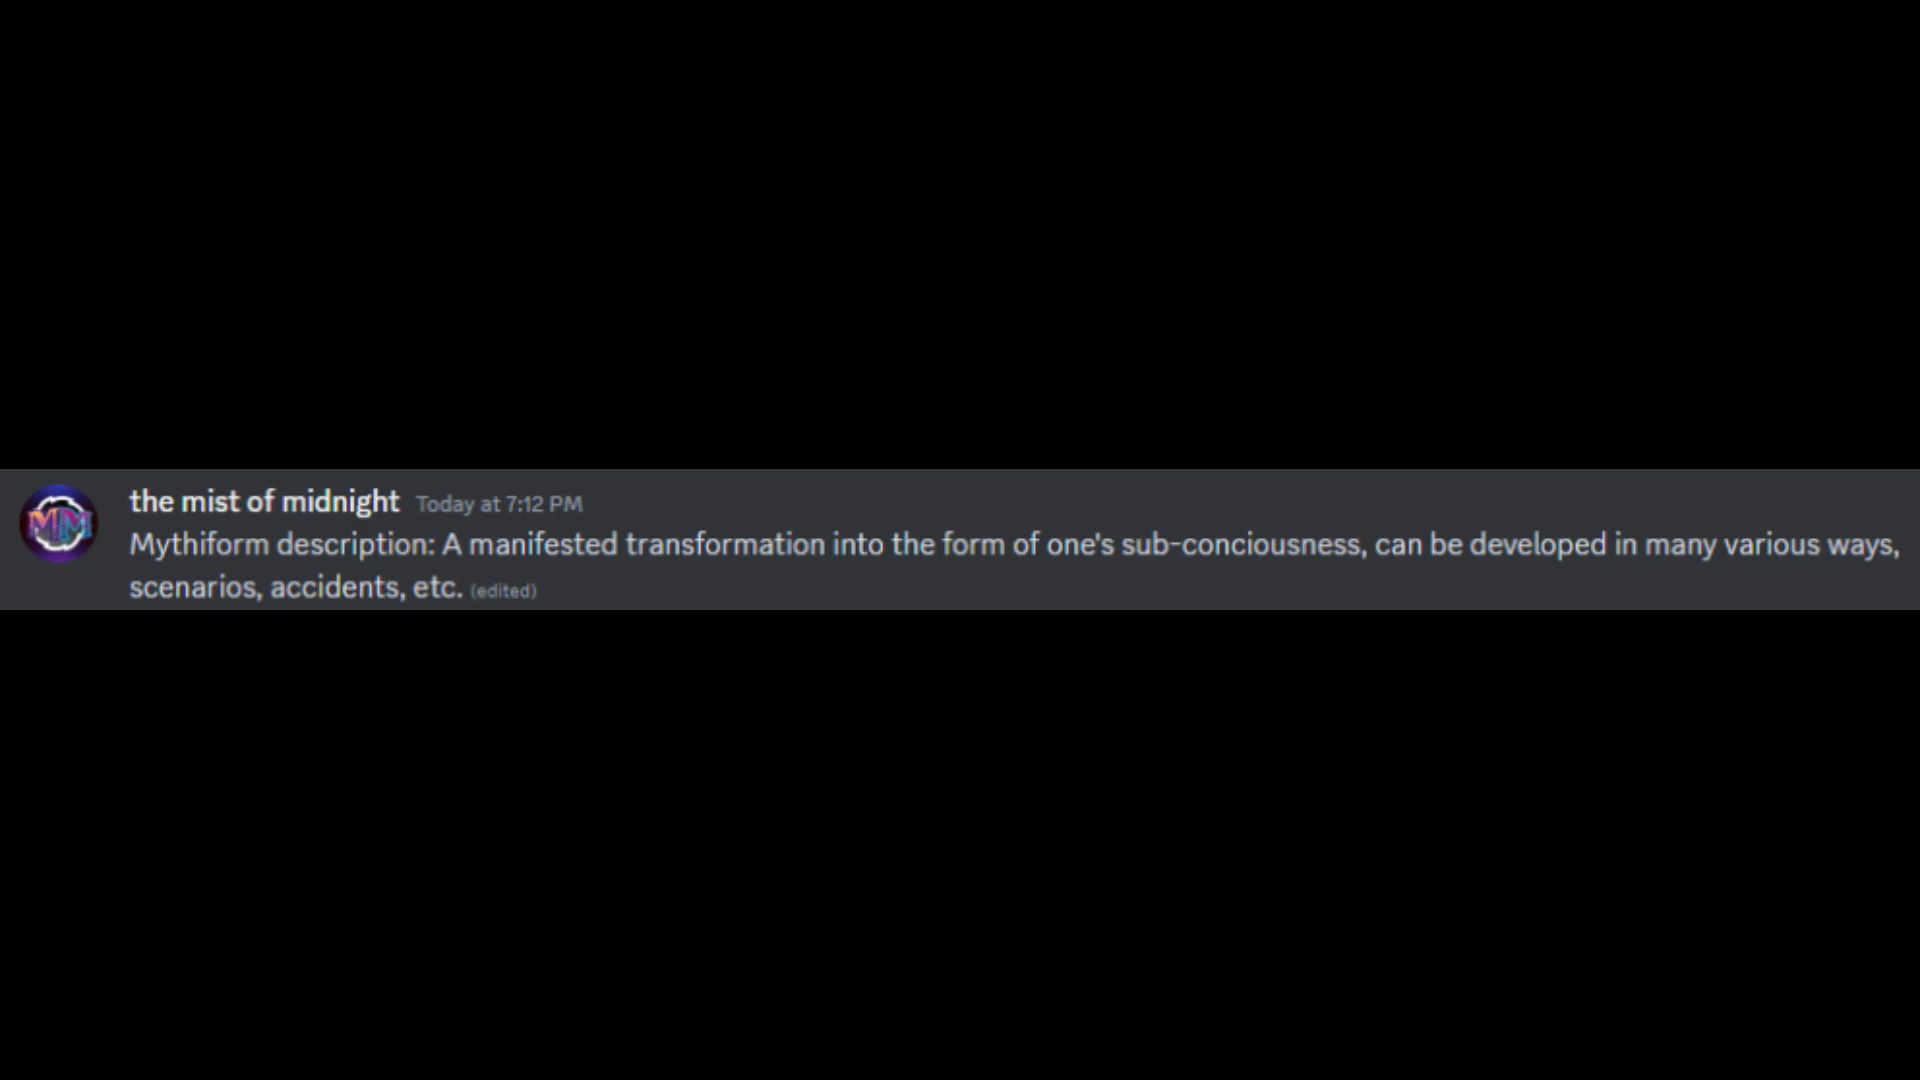 MM
the mist of midnight Today at 7:12 PM
Mythiform description: A manifested transformation into the form of one's sub-conciousness, can be developed in many various ways,
scenarios, accidents, etc. (edited)